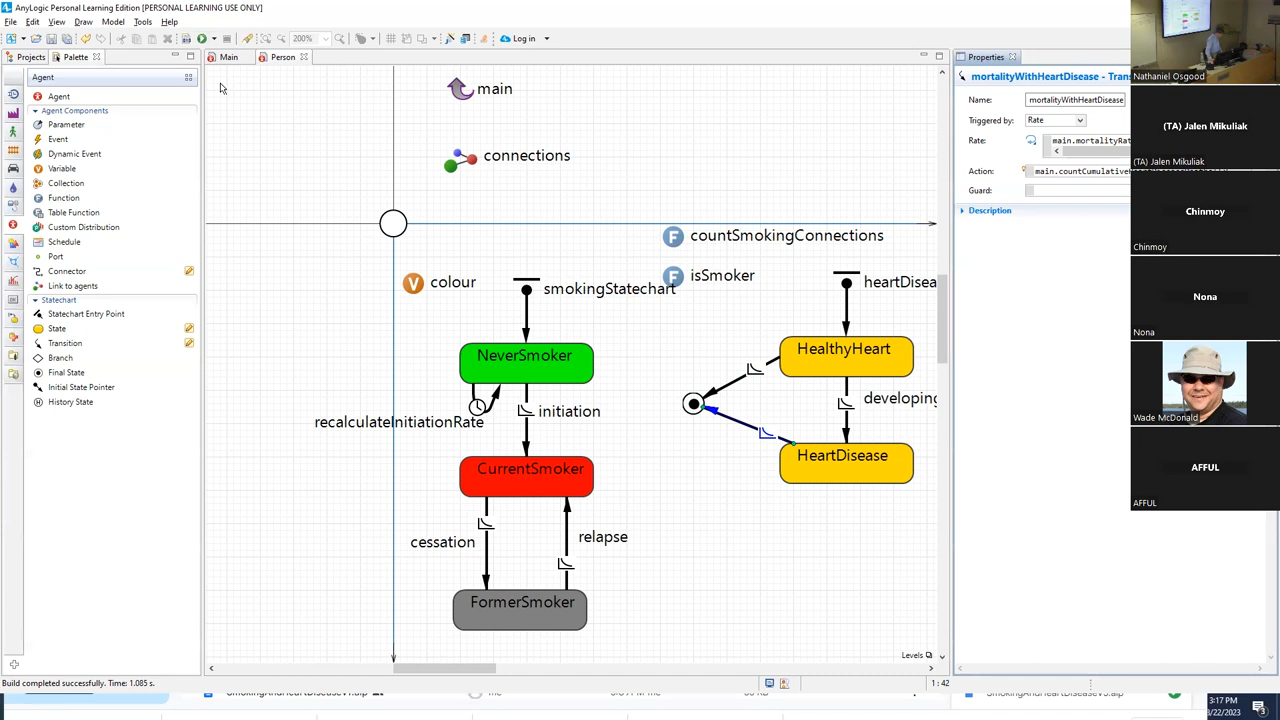 AnyLogic Personal Learning Edition [PERSONAL LEARNING USE ONLY]
File Edit View Draw Model Tools Help
200% Log in
Projects Palette
Main Person
Properties
Agent
Agent
Agent Components
Parameter
Event
Dynamic Event
Variable
Collection
Function
Table Function
Custom Distribution
Schedule
Port
Connector
Link to agents
Statechart
Statechart Entry Point
State
Transition
Branch
Final State
Initial State Pointer
History State
main
connections
countSmokingConnections
isSmoker
V colour
smokingStatechart
heartDisea
NeverSmoker
HealthyHeart
recalculateInitiationRate
initiation
developing
CurrentSmoker
HeartDisease
cessation
relapse
FormerSmoker
Levels
mortalityWithHeartDisease - Trans
Name: mortalityWithHeartDisease
Triggered by: Rate
Rate: main.mortalityRat
Action: main.countCumulativeH
Guard:
Description
Nathaniel Osgood
(TA) Jalen Mikuliak
(TA) Jalen Mikuliak
Chinmoy
Chinmoy
Nona
Nona
Wade McDonald
AFFUL
AFFUL
Build completed successfully. Time: 1.085 s.
1:42
3:17 PM
3/22/2023
3